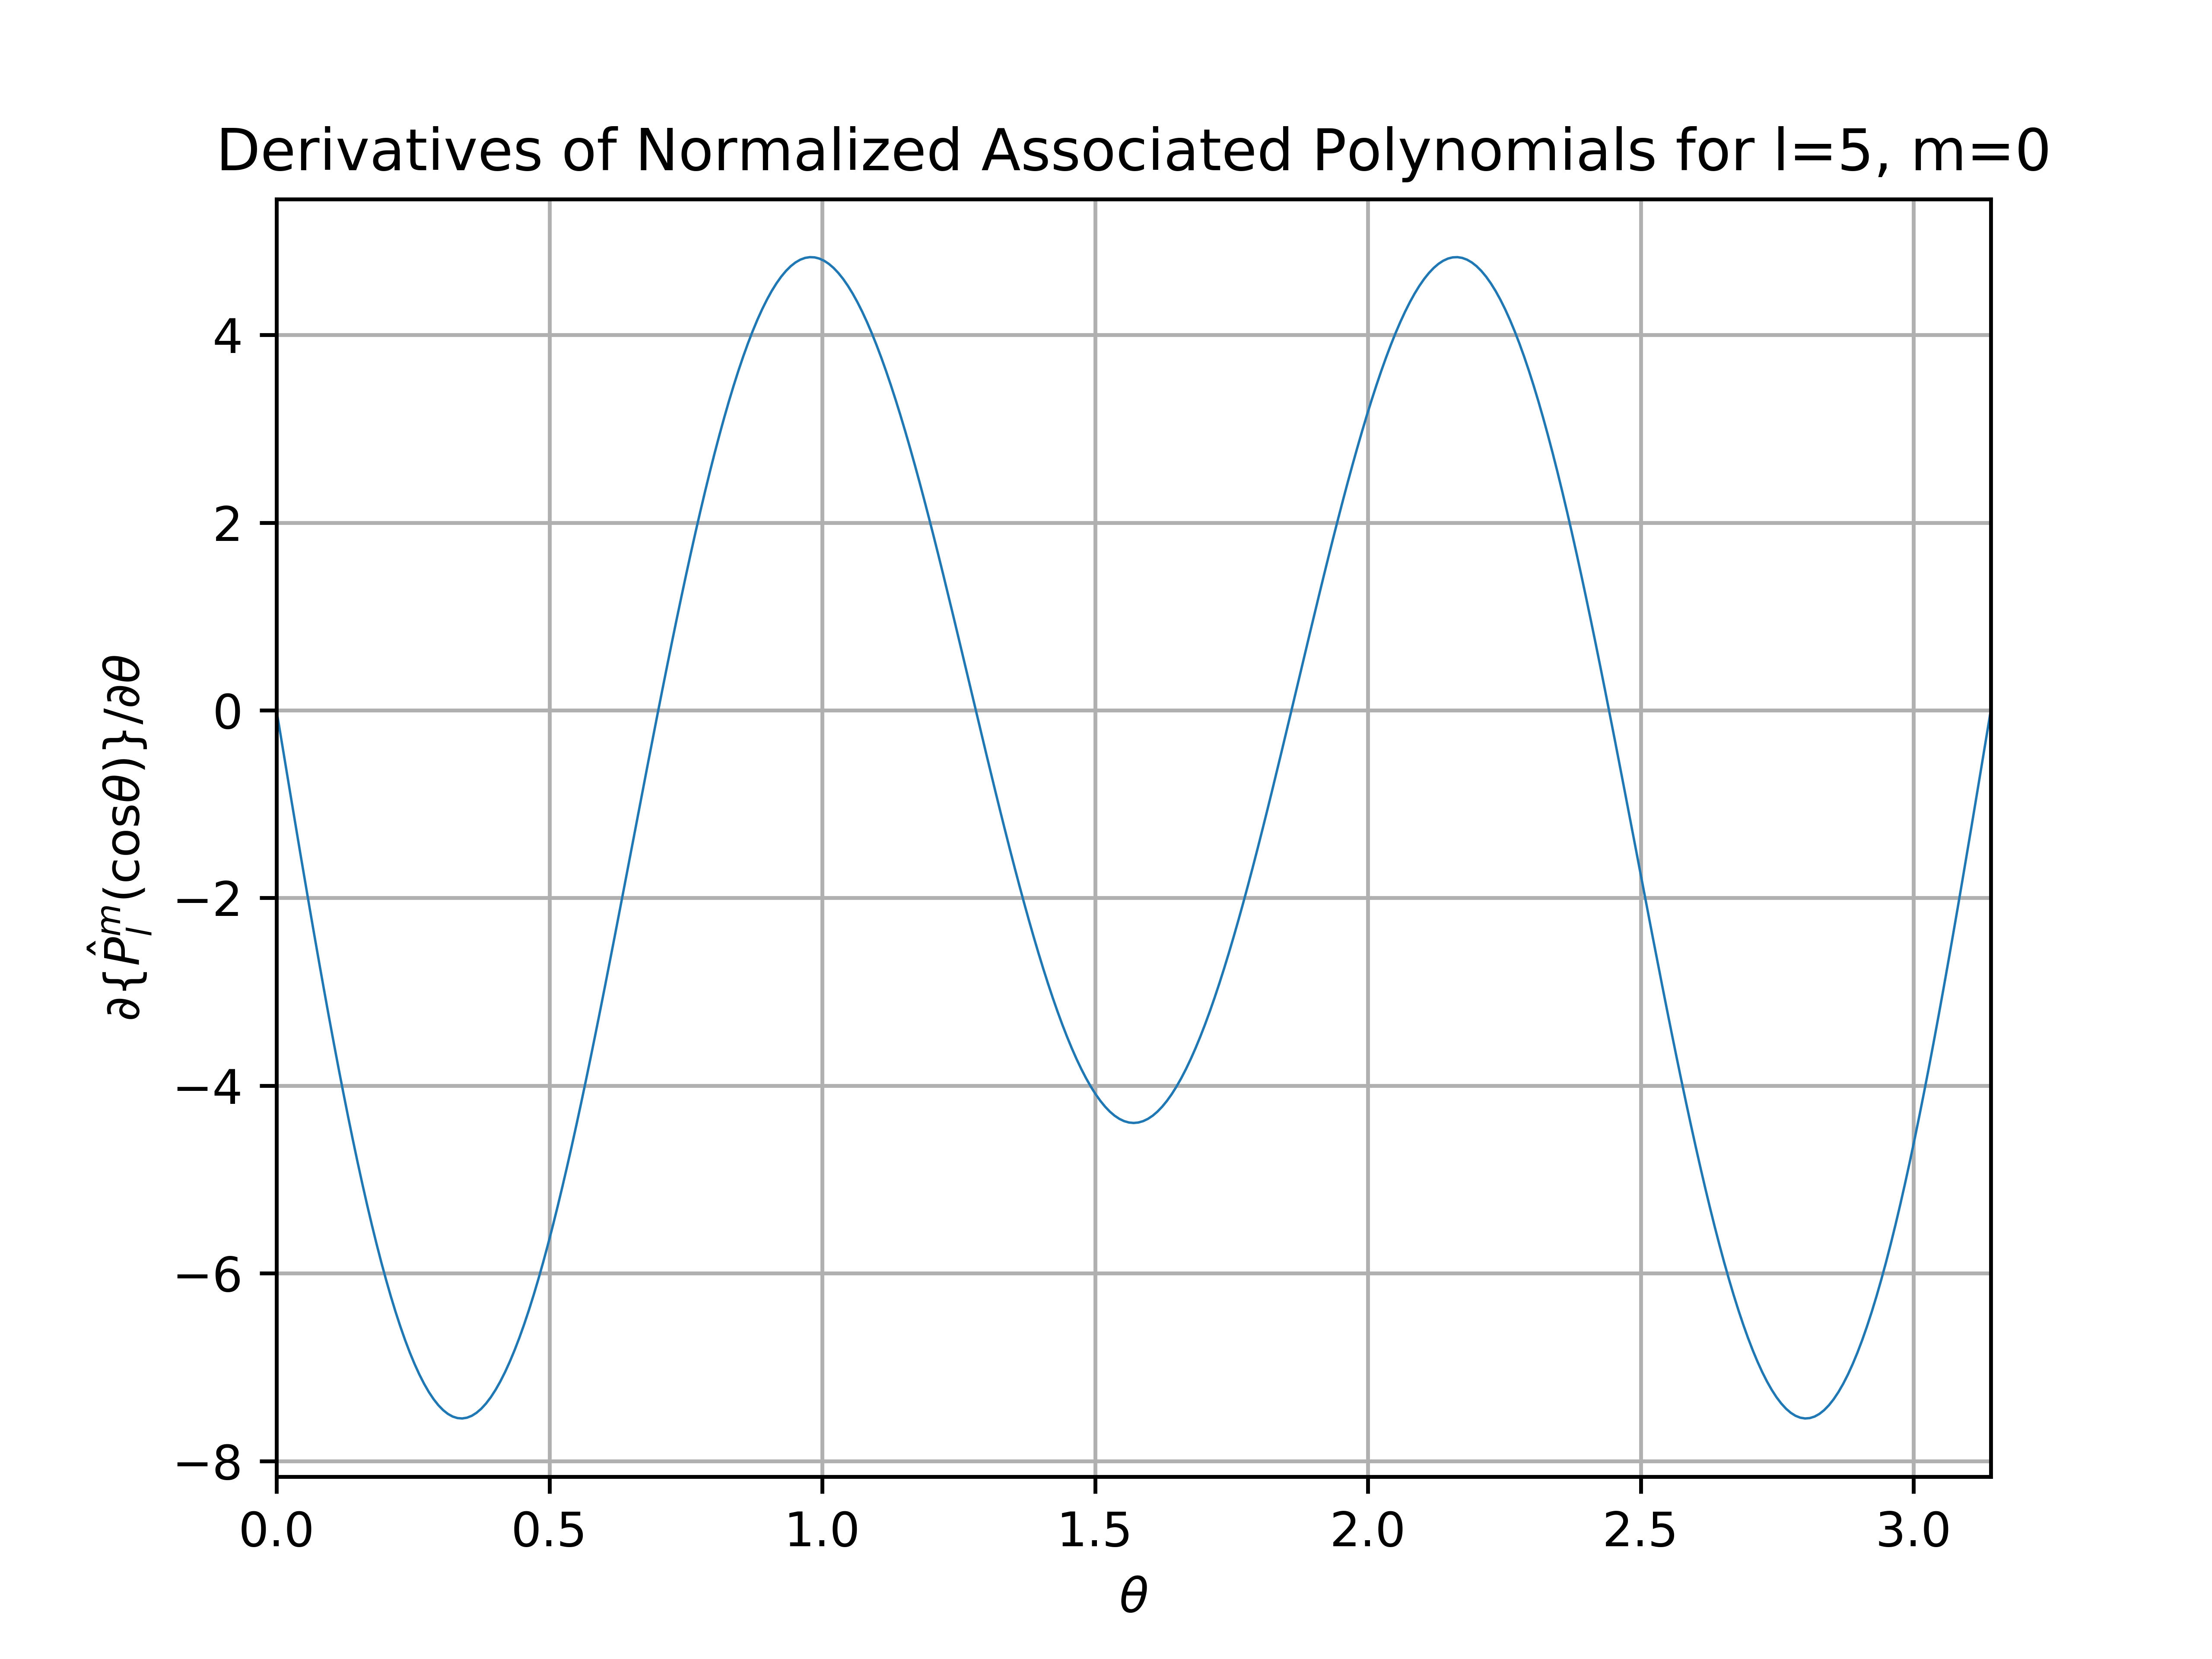 Derivatives of Normalized Associated Polynomials for l=5, m=0
∂{P̂ₗᵐ(cosθ)}/∂θ
4
2
0
−2
−4
−6
−8
0.0 0.5 1.0 1.5 2.0 2.5 3.0
θ